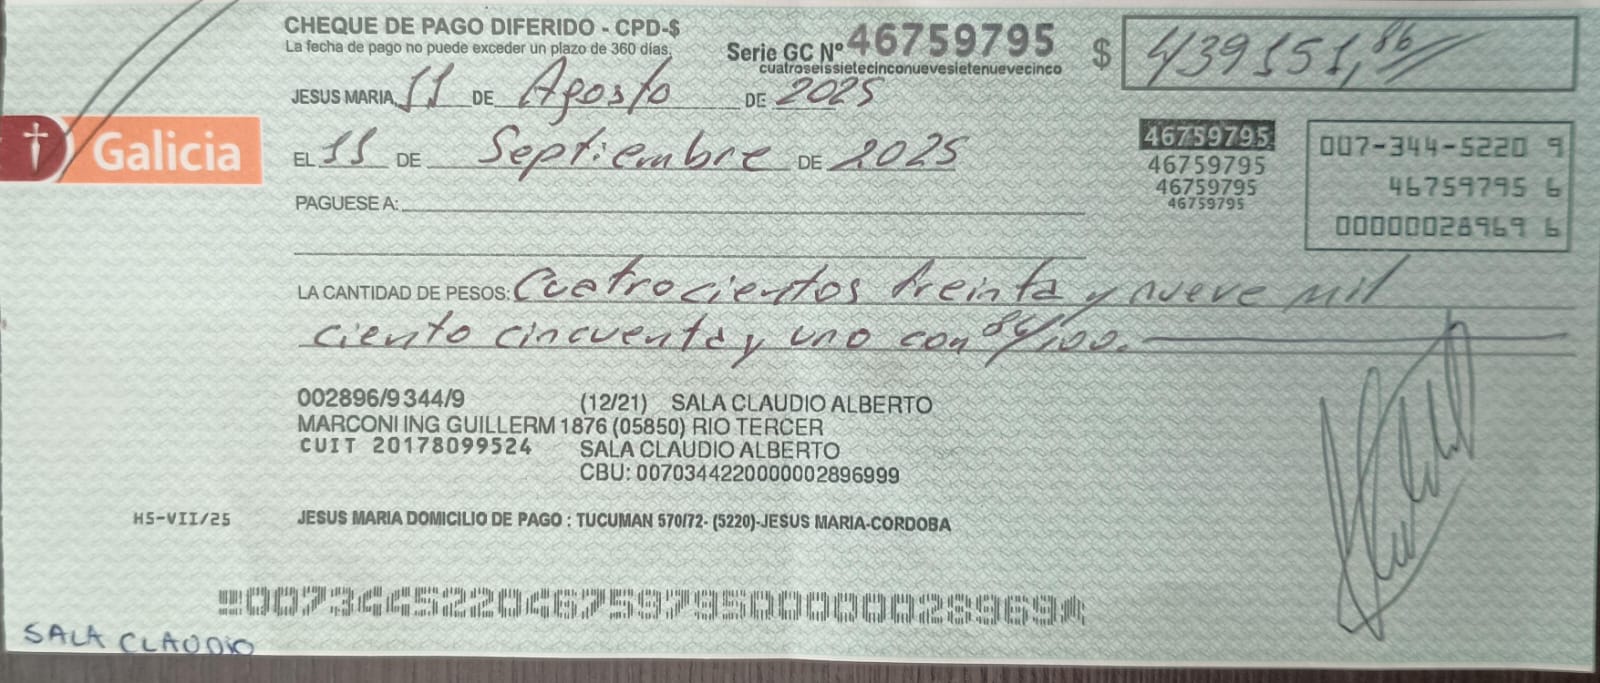 CHEQUE DE PAGO DIFERIDO - CPD-$
La fecha de pago no puede exceder un plazo de 360 días.
Serie GC Nº 46759795
cuatroseissietecinconuevesietenuevecinco
$ 439151,86
JESUS MARIA 11 DE Agosto DE 2025
Galicia
EL 11 DE Septiembre DE 2025
PAGUESE A:
46759795
46759795
46759795
46759795
007-344-5220 9
46759795 6
00000028969 6
LA CANTIDAD DE PESOS: Cuatrocientos treinta y nueve mil
ciento cincuenta y uno con 86/100.
002896/9 344/9 (12/21) SALA CLAUDIO ALBERTO
MARCONI ING GUILLERM 1876 (05850) RIO TERCER
CUIT 20178099524 SALA CLAUDIO ALBERTO
CBU: 0070344220000002896999
HS-VII/25
JESUS MARIA DOMICILIO DE PAGO : TUCUMAN 570/72- (5220)-JESUS MARIA-CORDOBA
00734452204675979500000028969
SALA CLAUDIO